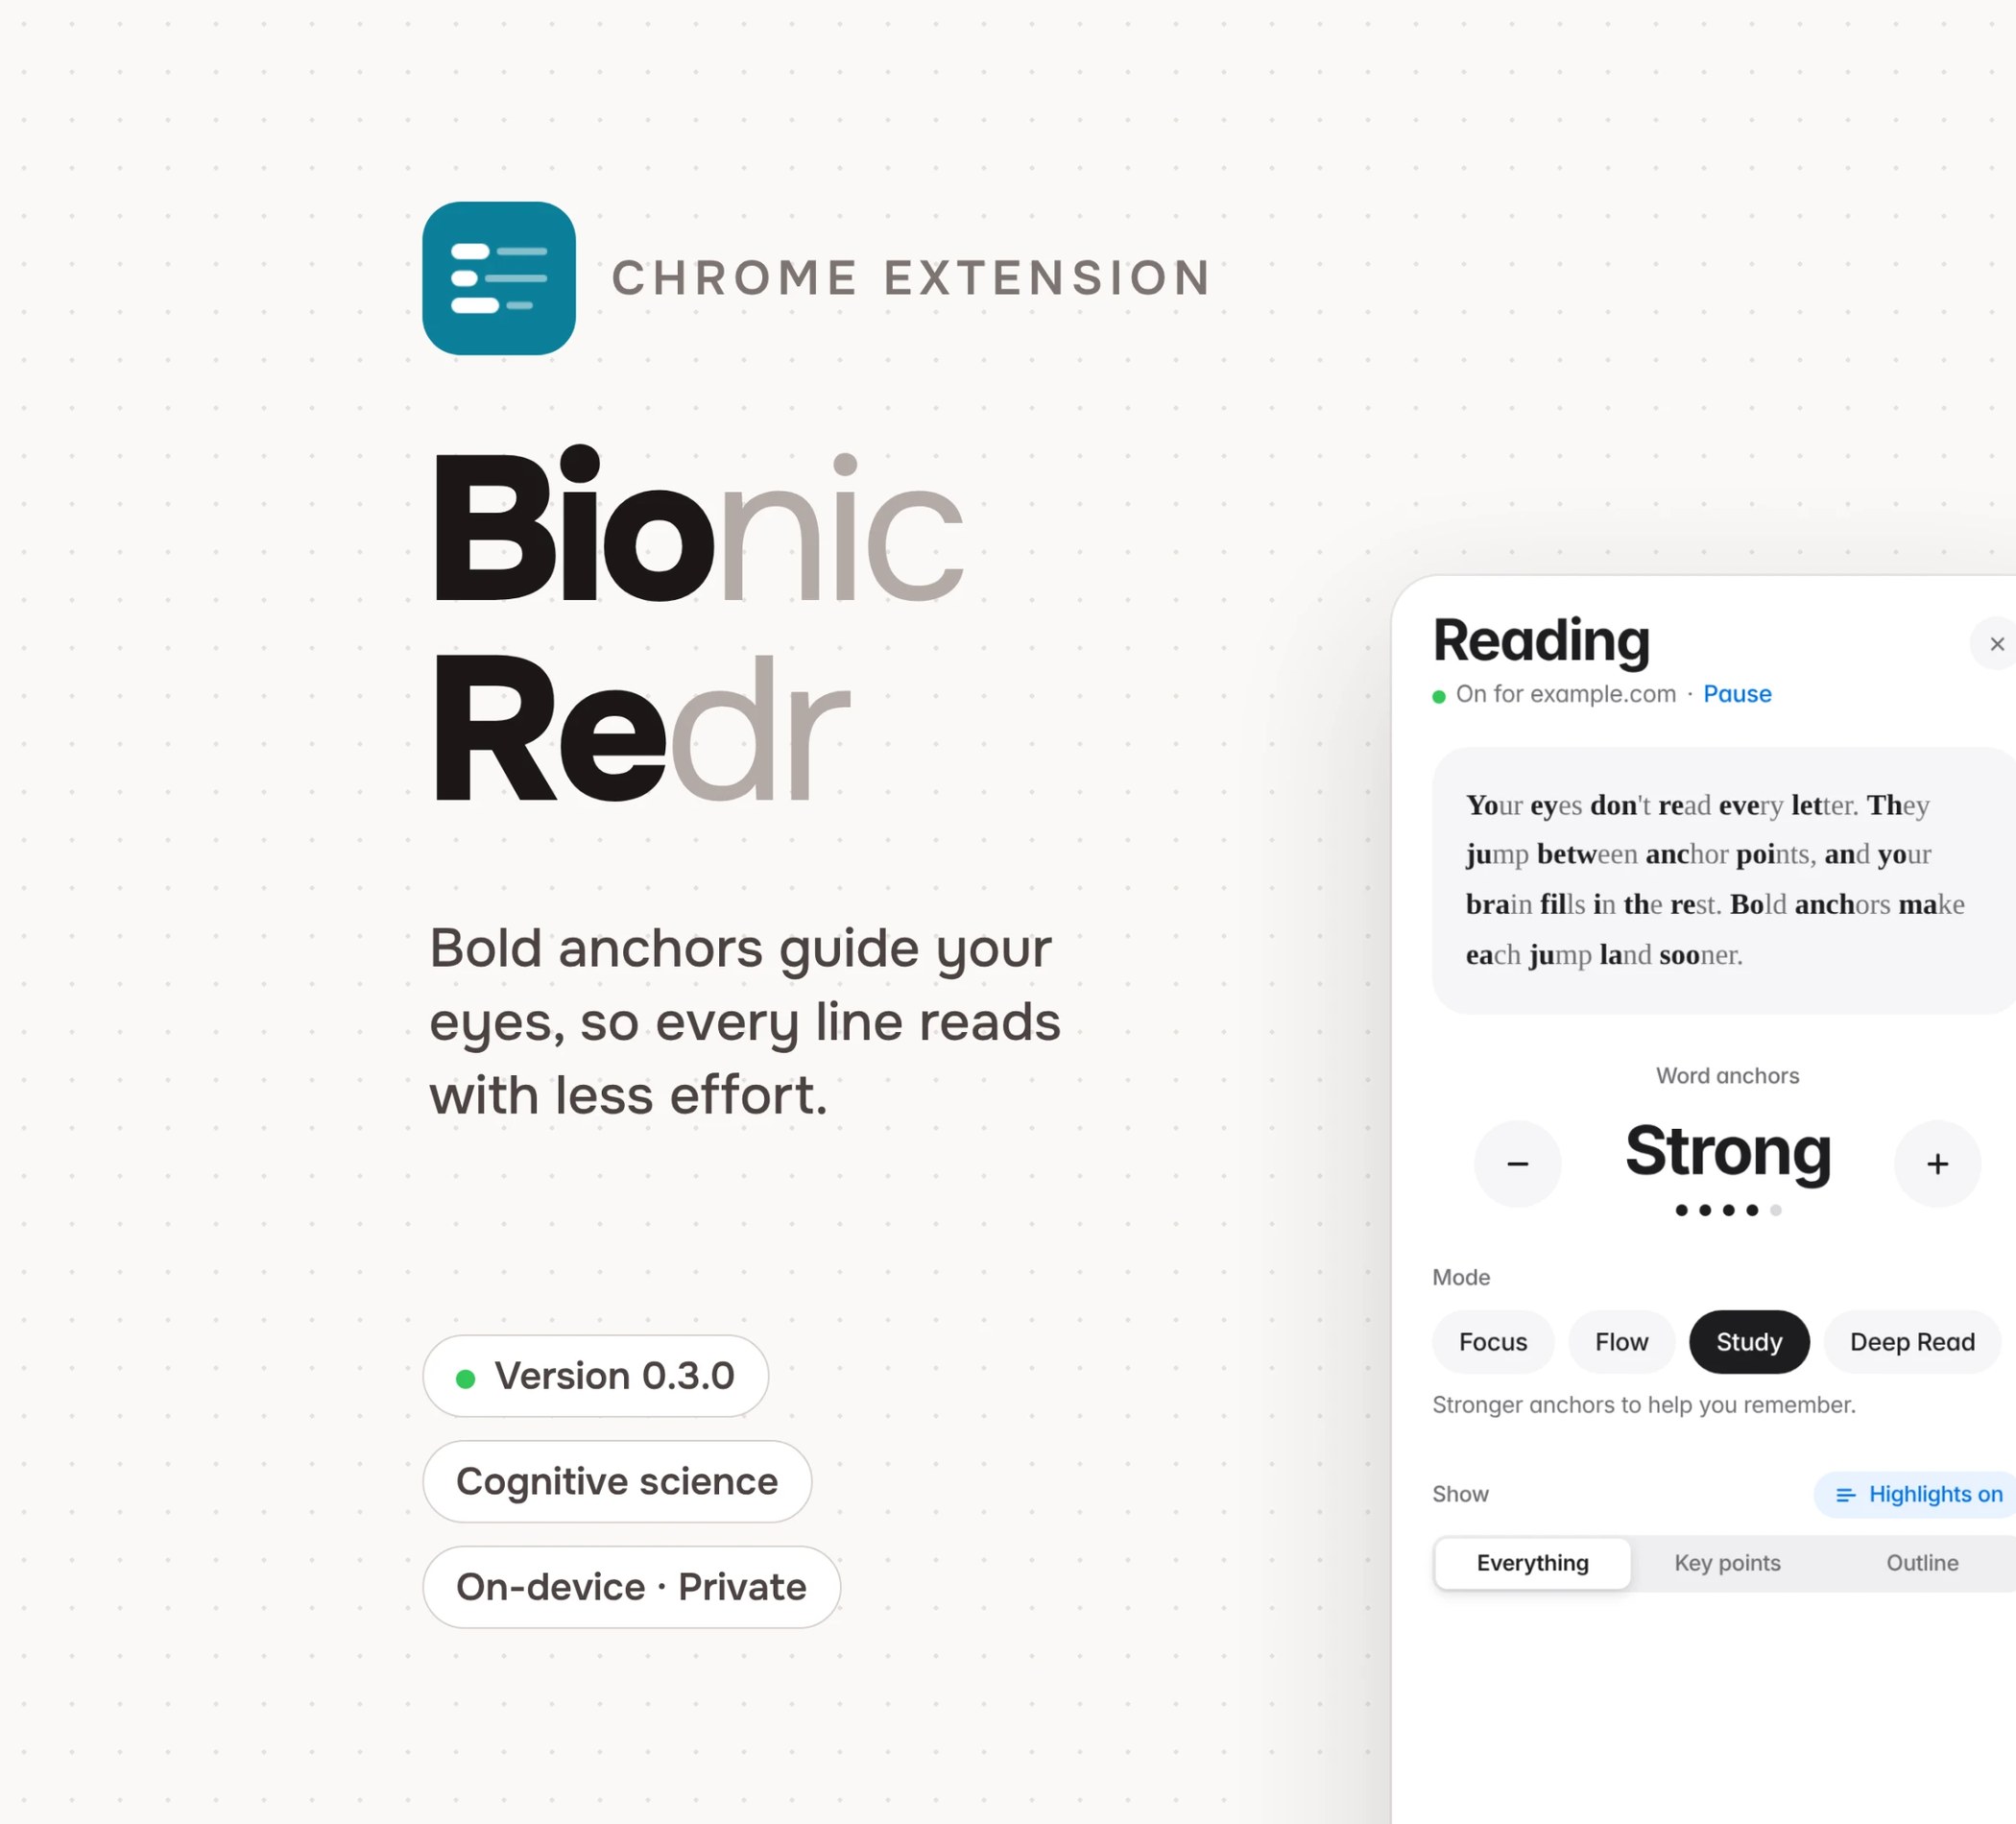 CHROME EXTENSION
Bionic
Redr
Bold anchors guide your
eyes, so every line reads
with less effort.
Version 0.3.0
Cognitive science
On-device · Private
Reading
×
On for example.com · Pause
Your eyes don't read every letter. They
jump between anchor points, and your
brain fills in the rest. Bold anchors make
each jump land sooner.
Word anchors
− Strong +
Mode
Focus Flow Study Deep Read
Stronger anchors to help you remember.
Show Highlights on
Everything Key points Outline